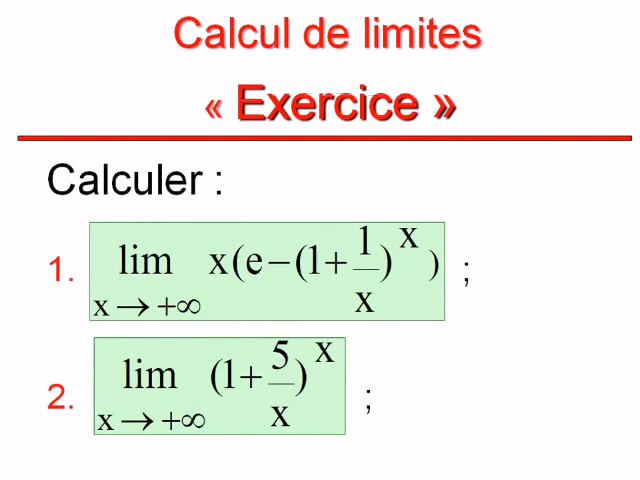 Calcul de limites
« Exercice »
Calculer :
1. lim x→+∞ x(e−(1+1/x)^x) ;
2. lim x→+∞ (1+5/x)^x ;